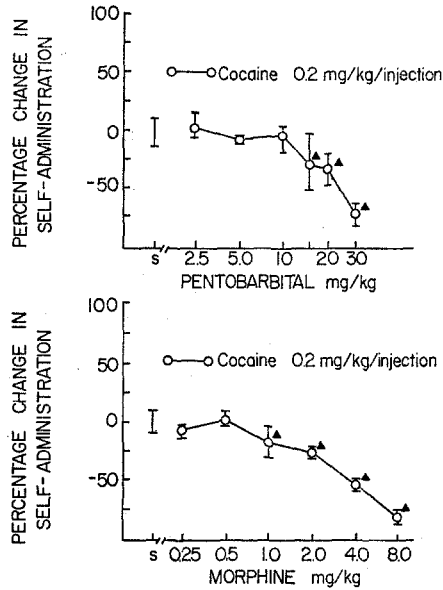 PERCENTAGE CHANGE IN
SELF-ADMINISTRATION
100
50
0
-50
Cocaine 0.2 mg/kg/injection
s 2.5 5.0 10 20 30
PENTOBARBITAL mg/kg
PERCENTAGE CHANGE IN
SELF-ADMINISTRATION
100
50
0
-50
Cocaine 0.2 mg/kg/injection
s 0.25 0.5 1.0 2.0 4.0 8.0
MORPHINE mg/kg